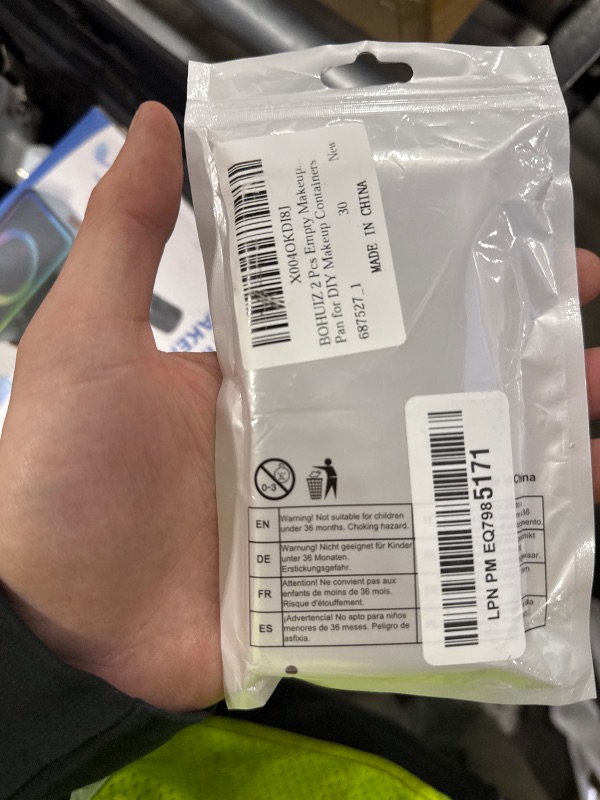 X004OKDI8J
BOHUIZ 2 Pcs Empty Makeup...
Pan for DIY Makeup Containers
30 New
687527_1 MADE IN CHINA
0-3
China
EN Warning! Not suitable for children
under 36 months. Choking hazard.
DE Warnung! Nicht geeignet für Kinder
unter 36 Monaten.
Erstickungsgefahr.
FR Attention! Ne convient pas aux
enfants de moins de 36 mois.
Risque d'étouffement.
ES ¡Advertencia! No apto para niños
menores de 36 meses. Peligro de
asfixia.
LPN PM EQ7985171